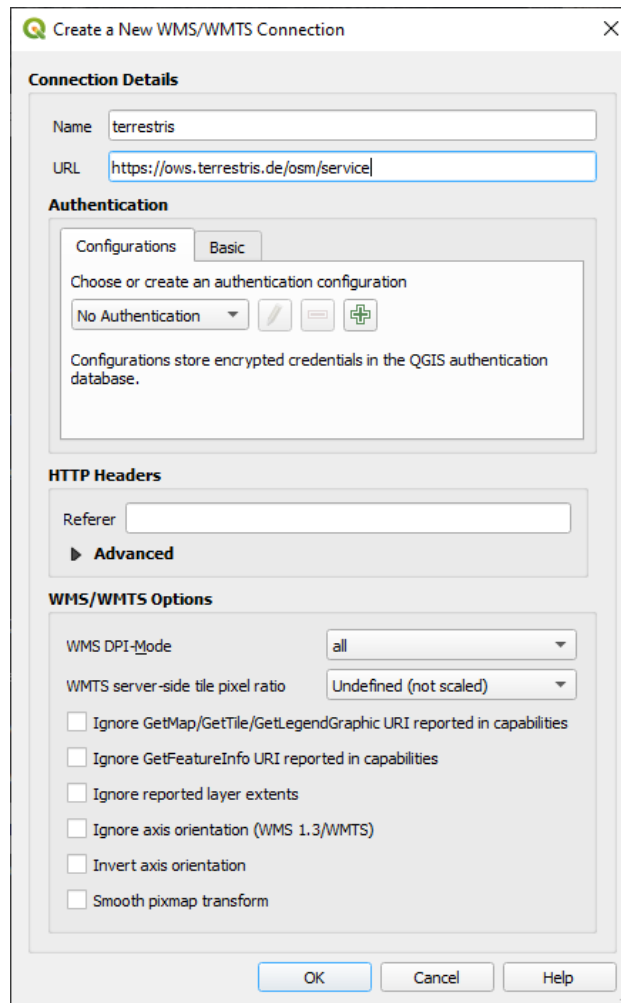 Create a New WMS/WMTS Connection
Connection Details
Name terrestris
URL https://ows.terrestris.de/osm/service
Authentication
Configurations Basic
Choose or create an authentication configuration
No Authentication
Configurations store encrypted credentials in the QGIS authentication
database.
HTTP Headers
Referer
Advanced
WMS/WMTS Options
WMS DPI-Mode all
WMTS server-side tile pixel ratio Undefined (not scaled)
Ignore GetMap/GetTile/GetLegendGraphic URI reported in capabilities
Ignore GetFeatureInfo URI reported in capabilities
Ignore reported layer extents
Ignore axis orientation (WMS 1.3/WMTS)
Invert axis orientation
Smooth pixmap transform
OK Cancel Help